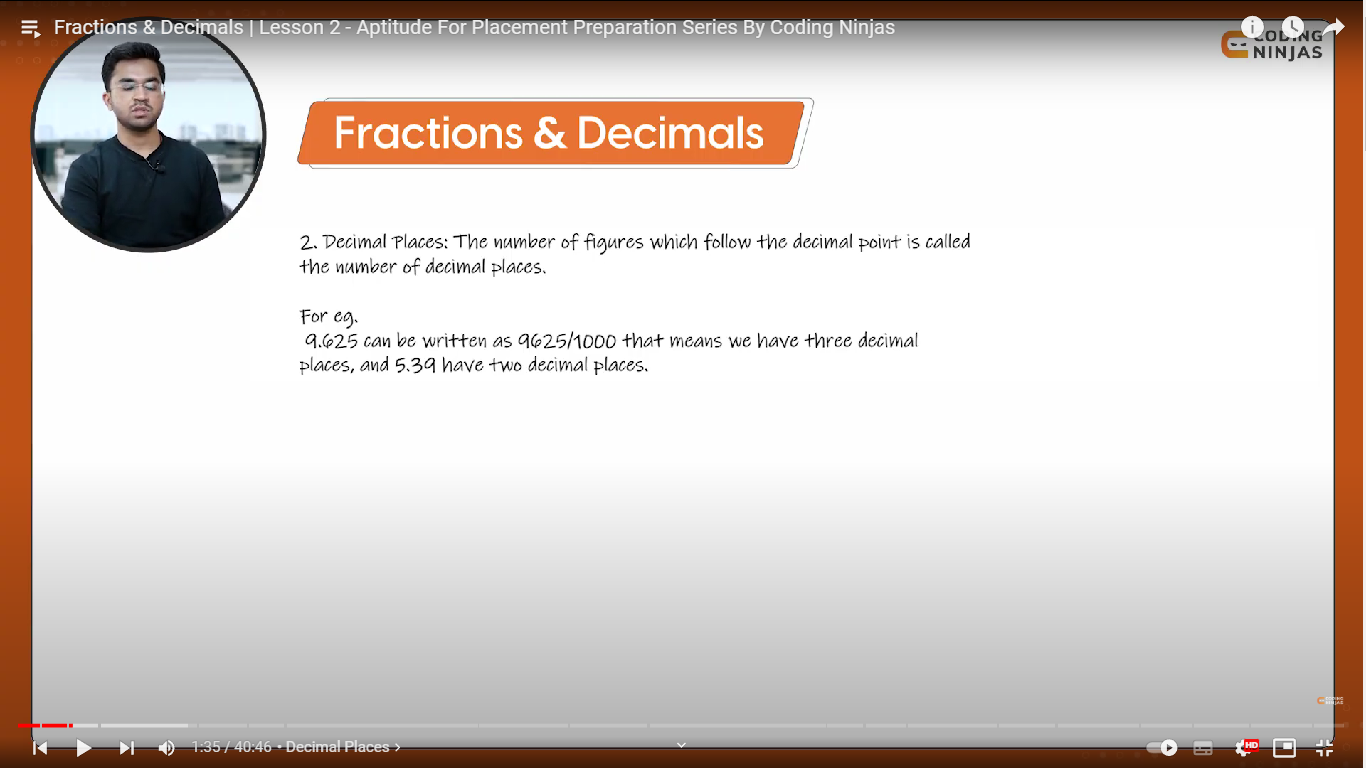 Fractions & Decimals | Lesson 2 - Aptitude For Placement Preparation Series By Coding Ninjas
CODING
NINJAS
Fractions & Decimals
2. Decimal Places: The number of figures which follow the decimal point is called
the number of decimal places.
For eg.
9.625 can be written as 9625/1000 that means we have three decimal
places, and 5.39 have two decimal places.
CODING
NINJAS
1:35 / 40:46 • Decimal Places ›
HD